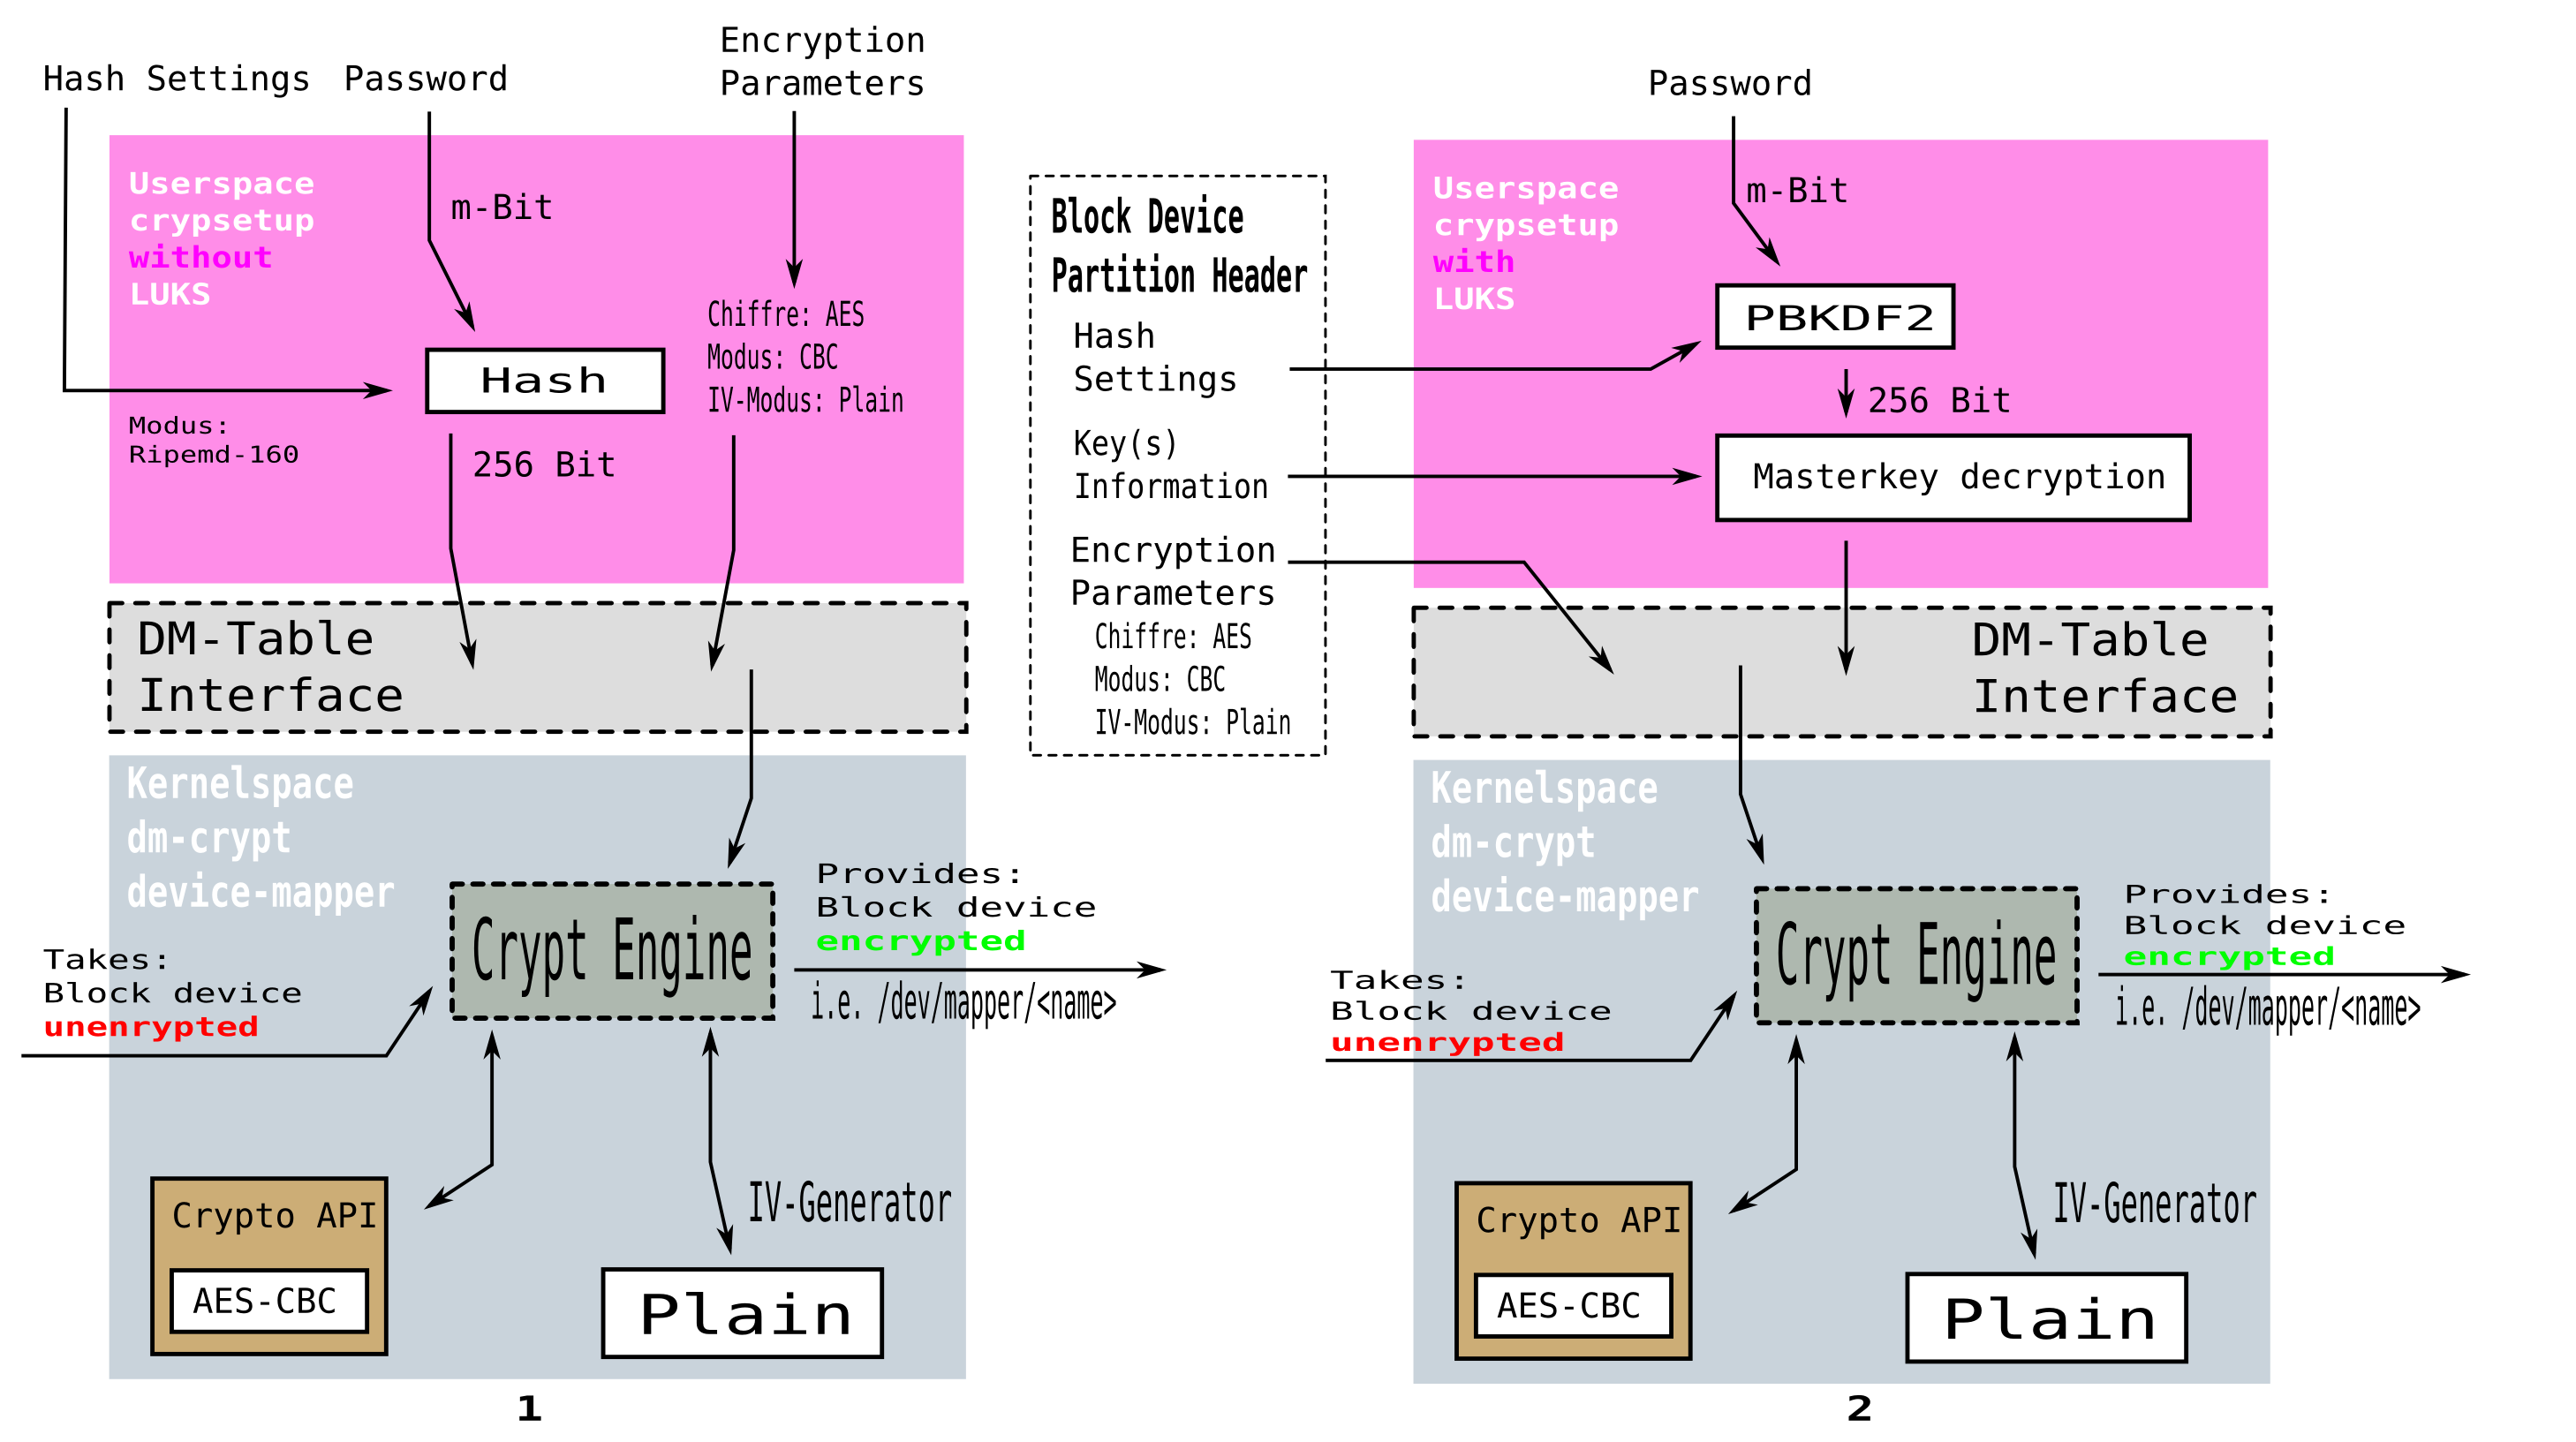 Hash Settings
Password
Encryption
Parameters
Userspace
crypsetup
without
LUKS
m-Bit
Chiffre: AES
Modus: CBC
IV-Modus: Plain
Hash
Modus:
Ripemd-160
256 Bit
DM-Table
Interface
Kernelspace
dm-crypt
device-mapper
Provides:
Block device
encrypted
i.e. /dev/mapper/<name>
Crypt Engine
Takes:
Block device
unenrypted
Crypto API
AES-CBC
IV-Generator
Plain
1
Block Device
Partition Header
Hash
Settings
Key(s)
Information
Encryption
Parameters
Chiffre: AES
Modus: CBC
IV-Modus: Plain
Password
Userspace
crypsetup
with
LUKS
m-Bit
PBKDF2
256 Bit
Masterkey decryption
DM-Table
Interface
Kernelspace
dm-crypt
device-mapper
Provides:
Block device
encrypted
i.e. /dev/mapper/<name>
Crypt Engine
Takes:
Block device
unenrypted
Crypto API
AES-CBC
IV-Generator
Plain
2